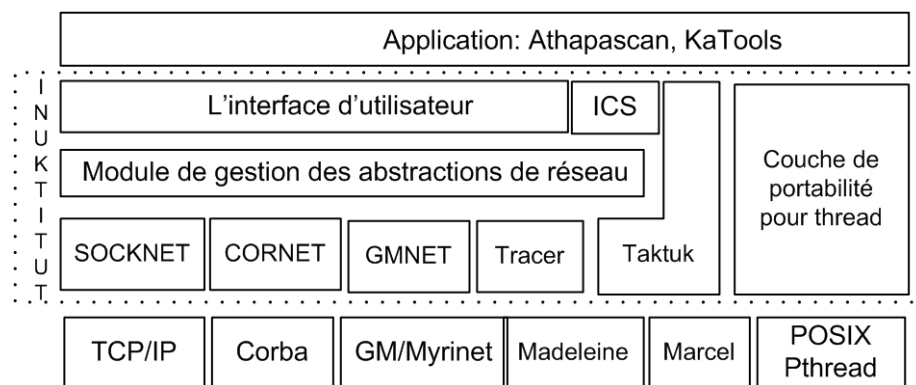 Application: Athapascan, KaTools
INUKTITUT
L'interface d'utilisateur
ICS
Module de gestion des abstractions de réseau
Couche de
portabilité
pour thread
SOCKNET
CORNET
GMNET
Tracer
Taktuk
TCP/IP
Corba
GM/Myrinet
Madeleine
Marcel
POSIX
Pthread